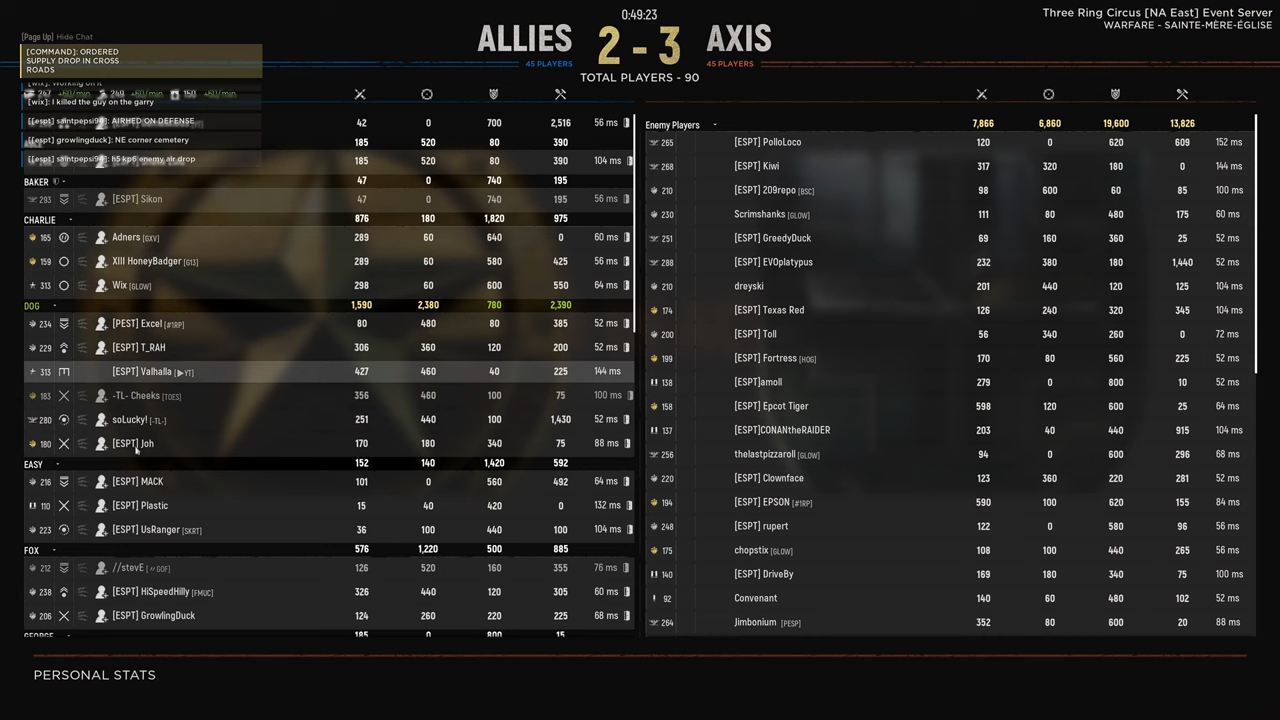 0:49:23
ALLIES 2 - 3 AXIS
45 PLAYERS 45 PLAYERS
TOTAL PLAYERS - 90
Three Ring Circus [NA East] Event Server
WARFARE - SAINTE-MÈRE-ÉGLISE
[Page Up] Hide Chat
[COMMAND]: ORDERED
SUPPLY DROP IN CROSS
ROADS
[wix]: Working on it
247 +60/min 240 +60/min 150 +60/min
[wix]: I killed the guy on the garry
[[espt] saintpepsi94]: AIRHED ON DEFENSE
[[espt] growlingduck]: NE corner cemetery
[[espt] saintpepsi94]: h5 kp6 enemy air drop
42 0 700 2,516 56 ms
185 520 80 390
185 520 80 390 104 ms
BAKER - 47 0 740 195
293 [ESPT] Sikon 47 0 740 195 56 ms
CHARLIE - 876 180 1,820 975
165 Adners [GXV] 289 60 640 0 60 ms
159 XIII HoneyBadger [G13] 289 60 580 425 56 ms
313 Wix [GLOW] 298 60 600 550 64 ms
DOG - 1,590 2,380 780 2,390
234 [PEST] Excel [#1RP] 80 480 80 385 52 ms
229 [ESPT] T_RAH 306 360 120 200 52 ms
313 [ESPT] Valhalla [▶YT] 427 460 40 225 144 ms
183 -TL- Cheeks [TOES] 356 460 100 75 100 ms
280 soLucky! [-TL-] 251 440 100 1,430 52 ms
180 [ESPT] Joh 170 180 340 75 88 ms
EASY - 152 140 1,420 592
216 [ESPT] MACK 101 0 560 492 64 ms
110 [ESPT] Plastic 15 40 420 0 132 ms
223 [ESPT] UsRanger [SKRT] 36 100 440 100 104 ms
FOX - 576 1,220 500 885
212 //stevE [//GOF] 126 520 160 355 76 ms
238 [ESPT] HiSpeedHilly [FMUC] 326 440 120 305 60 ms
206 [ESPT] GrowlingDuck 124 260 220 225 68 ms
GEORGE 185 0 800 15
Enemy Players - 7,866 6,860 19,600 13,826
265 [ESPT] PolloLoco 120 0 620 609 152 ms
268 [ESPT] Kiwi 317 320 180 0 144 ms
210 [ESPT] 209repo [BSC] 98 600 60 85 100 ms
230 Scrimshanks [GLOW] 111 80 480 175 60 ms
251 [ESPT] GreedyDuck 69 160 360 25 52 ms
288 [ESPT] EVOplatypus 232 380 180 1,440 52 ms
210 dreyski 201 440 120 125 104 ms
174 [ESPT] Texas Red 126 240 320 345 104 ms
200 [ESPT] Toll 56 340 260 0 72 ms
199 [ESPT] Fortress [HOG] 170 80 560 225 52 ms
138 [ESPT]amoll 279 0 800 10 52 ms
158 [ESPT] Epcot Tiger 598 120 600 25 64 ms
137 [ESPT]CONANtheRAIDER 203 40 440 915 104 ms
256 thelastpizzaroll [GLOW] 94 0 600 296 68 ms
220 [ESPT] Clownface 123 360 220 281 52 ms
194 [ESPT] EPSON [#1RP] 590 100 620 155 84 ms
248 [ESPT] rupert 122 0 580 96 56 ms
175 chopstix [GLOW] 108 100 440 265 56 ms
140 [ESPT] DriveBy 169 180 340 75 100 ms
92 Convenant 140 60 480 102 52 ms
264 Jimbonium [PESP] 352 80 600 20 88 ms
PERSONAL STATS